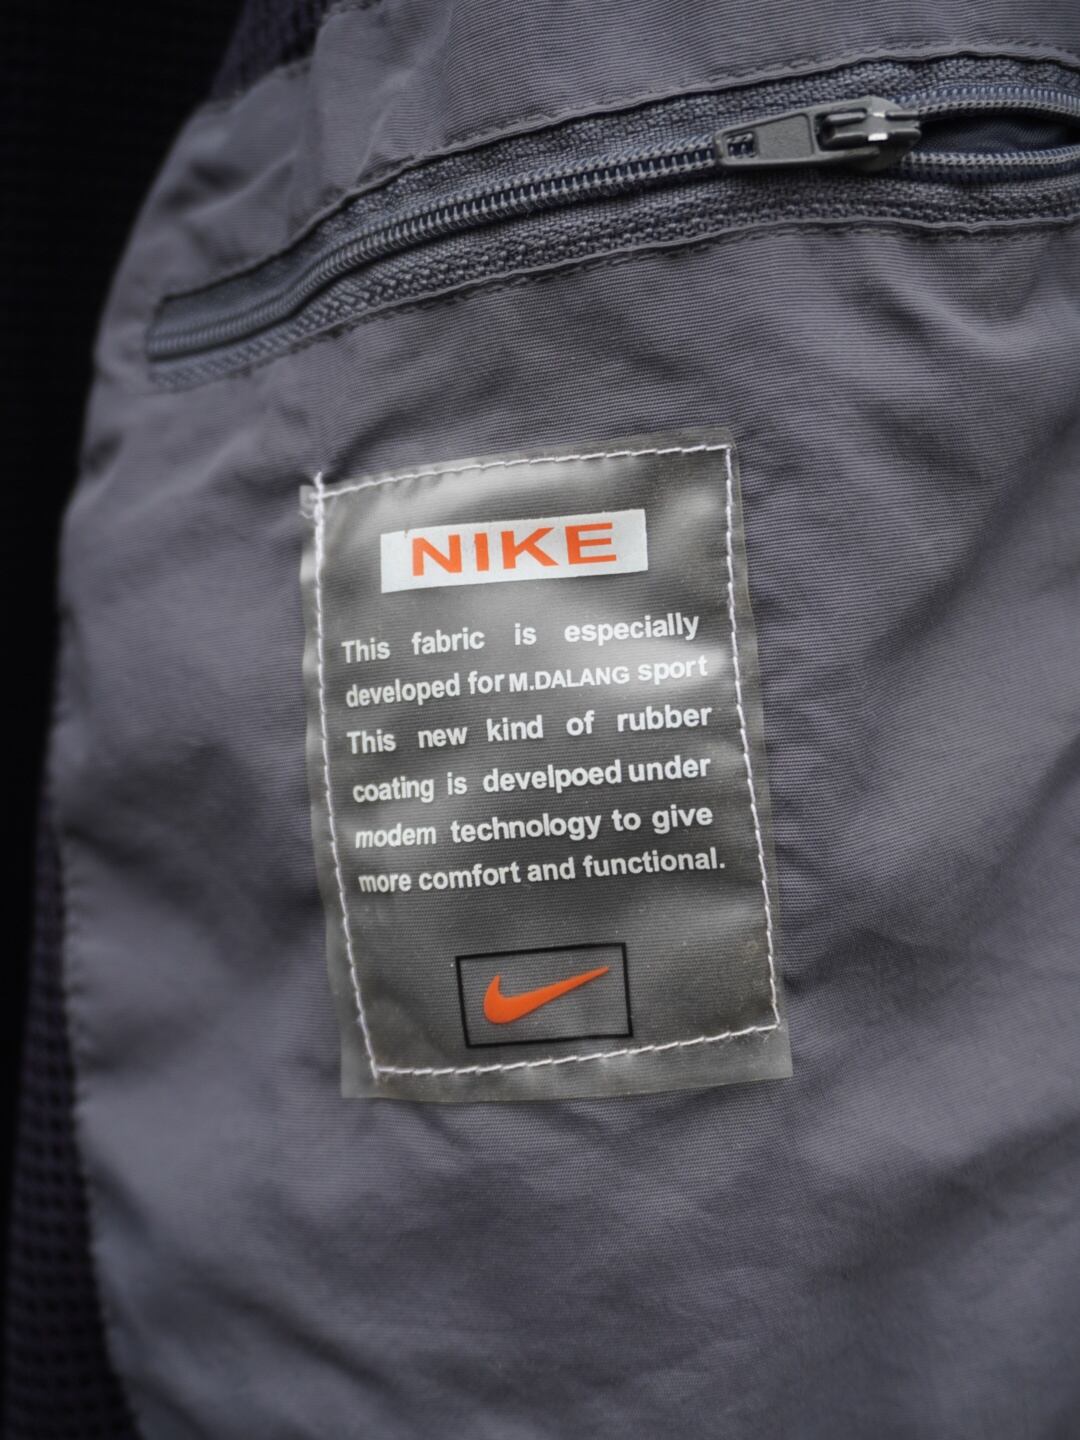 NIKE
This fabric is especially
developed for M.DALANG sport
This new kind of rubber
coating is develpoed under
modem technology to give
more comfort and functional.